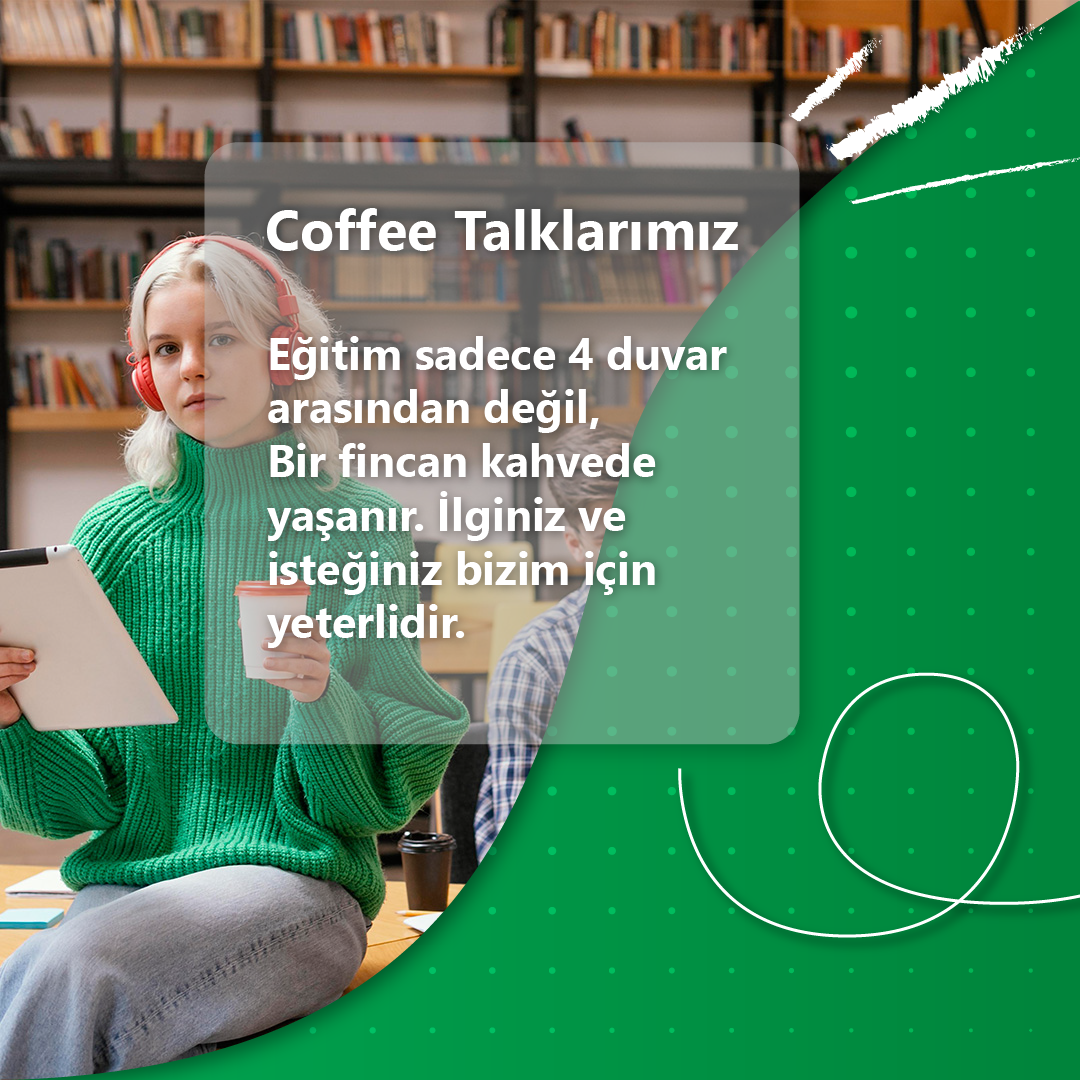 Coffee Talklarımız
Eğitim sadece 4 duvar
arasından değil,
Bir fincan kahvede
yaşanır. İlginiz ve
isteğiniz bizim için
yeterlidir.